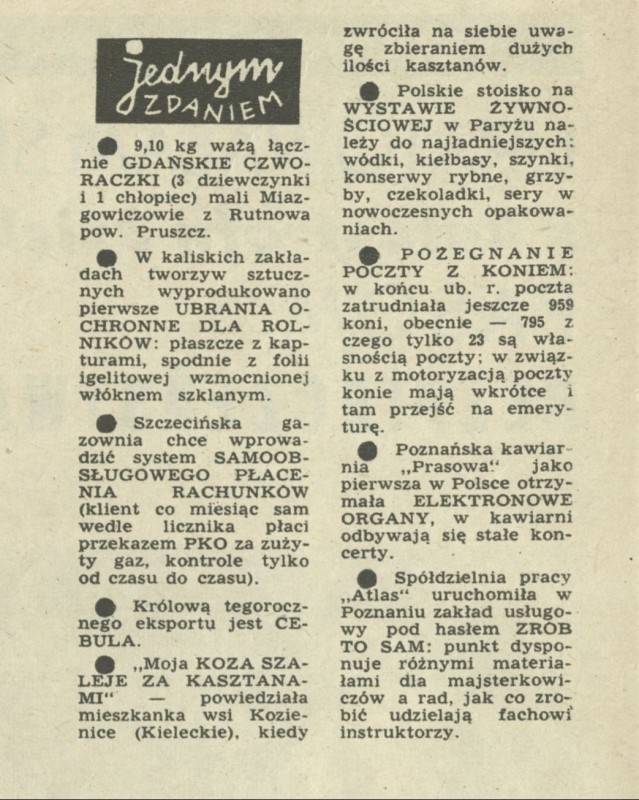 jednym
ZDANIEM
● 9,10 kg ważą łącz-
nie GDAŃSKIE CZWO-
RACZKI (3 dziewczynki
i 1 chłopiec) mali Miaz-
gowiczowie z Rutnowa
pow. Pruszcz.
● W kaliskich zakła-
dach tworzyw sztucz-
nych wyprodukowano
pierwsze UBRANIA O-
CHRONNE DLA ROL-
NIKÓW: płaszcze z kap-
turami, spodnie z folii
igelitowej wzmocnionej
włóknem szklanym.
● Szczecińska ga-
zownia chce wprowa-
dzić system SAMOOB-
SŁUGOWEGO PŁACE-
NIA RACHUNKÓW
(klient co miesiąc sam
wedle licznika płaci
przekazem PKO za zuży-
ty gaz, kontrole tylko
od czasu do czasu).
● Królową tegorocz-
nego eksportu jest CE-
BULA.
● „Moja KOZA SZA-
LEJE ZA KASZTANA-
MI" — powiedziała
mieszkanka wsi Kozie-
nice (Kieleckie), kiedy
zwróciła na siebie uwa-
gę zbieraniem dużych
ilości kasztanów.
● Polskie stoisko na
WYSTAWIE ŻYWNO-
ŚCIOWEJ w Paryżu na-
leży do najładniejszych:
wódki, kiełbasy, szynki,
konserwy rybne, grzy-
by, czekoladki, sery w
nowoczesnych opakowa-
niach.
● POŻEGNANIE
POCZTY Z KONIEM:
w końcu ub. r. poczta
zatrudniała jeszcze 959
koni, obecnie — 795 z
czego tylko 23 są wła-
snością poczty; w związ-
ku z motoryzacją poczty
konie mają wkrótce i
tam przejść na emery-
turę.
● Poznańska kawiar-
nia „Prasowa" jako
pierwsza w Polsce otrzy-
mała ELEKTRONOWE
ORGANY, w kawiarni
odbywają się stałe kon-
certy.
● Spółdzielnia pracy
„Atlas" uruchomiła w
Poznaniu zakład usługo-
wy pod hasłem ZRÓB
TO SAM: punkt dyspo-
nuje różnymi materia-
łami dla majsterkowi-
czów a rad, jak co zro-
bić udzielają fachowi
instruktorzy.